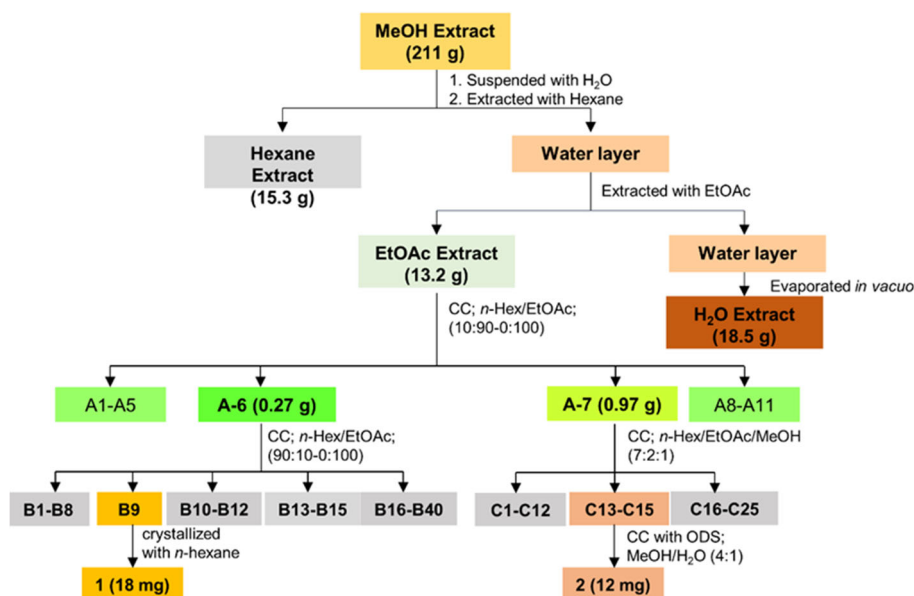 MeOH Extract
(211 g)
1. Suspended with H₂O
2. Extracted with Hexane
Hexane
Extract
(15.3 g)
Water layer
Extracted with EtOAc
EtOAc Extract
(13.2 g)
Water layer
Evaporated in vacuo
H₂O Extract
(18.5 g)
CC; n-Hex/EtOAc;
(10:90-0:100)
A1-A5
A-6 (0.27 g)
A-7 (0.97 g)
A8-A11
CC; n-Hex/EtOAc;
(90:10-0:100)
CC; n-Hex/EtOAc/MeOH
(7:2:1)
B1-B8
B9
B10-B12
B13-B15
B16-B40
C1-C12
C13-C15
C16-C25
crystallized
with n-hexane
CC with ODS;
MeOH/H₂O (4:1)
1 (18 mg)
2 (12 mg)